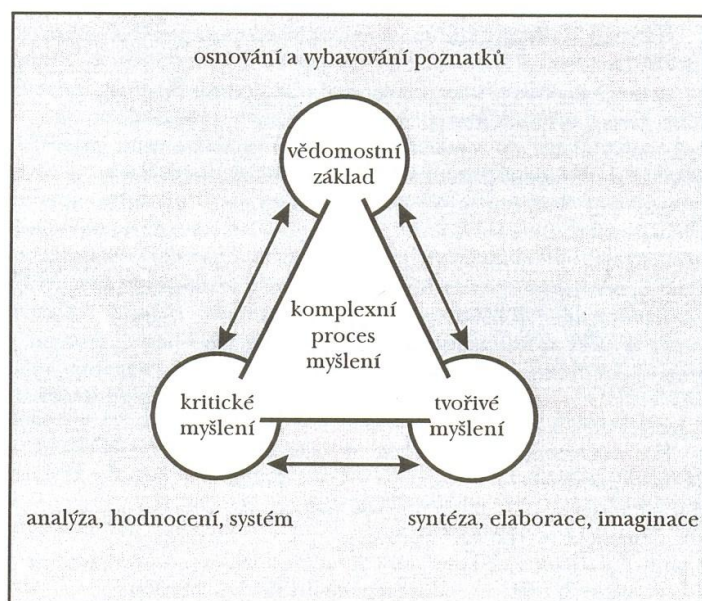 osnování a vybavování poznatků
vědomostní
základ
komplexní
proces
myšlení
kritické
myšlení
tvořivé
myšlení
analýza, hodnocení, systém
syntéza, elaborace, imaginace